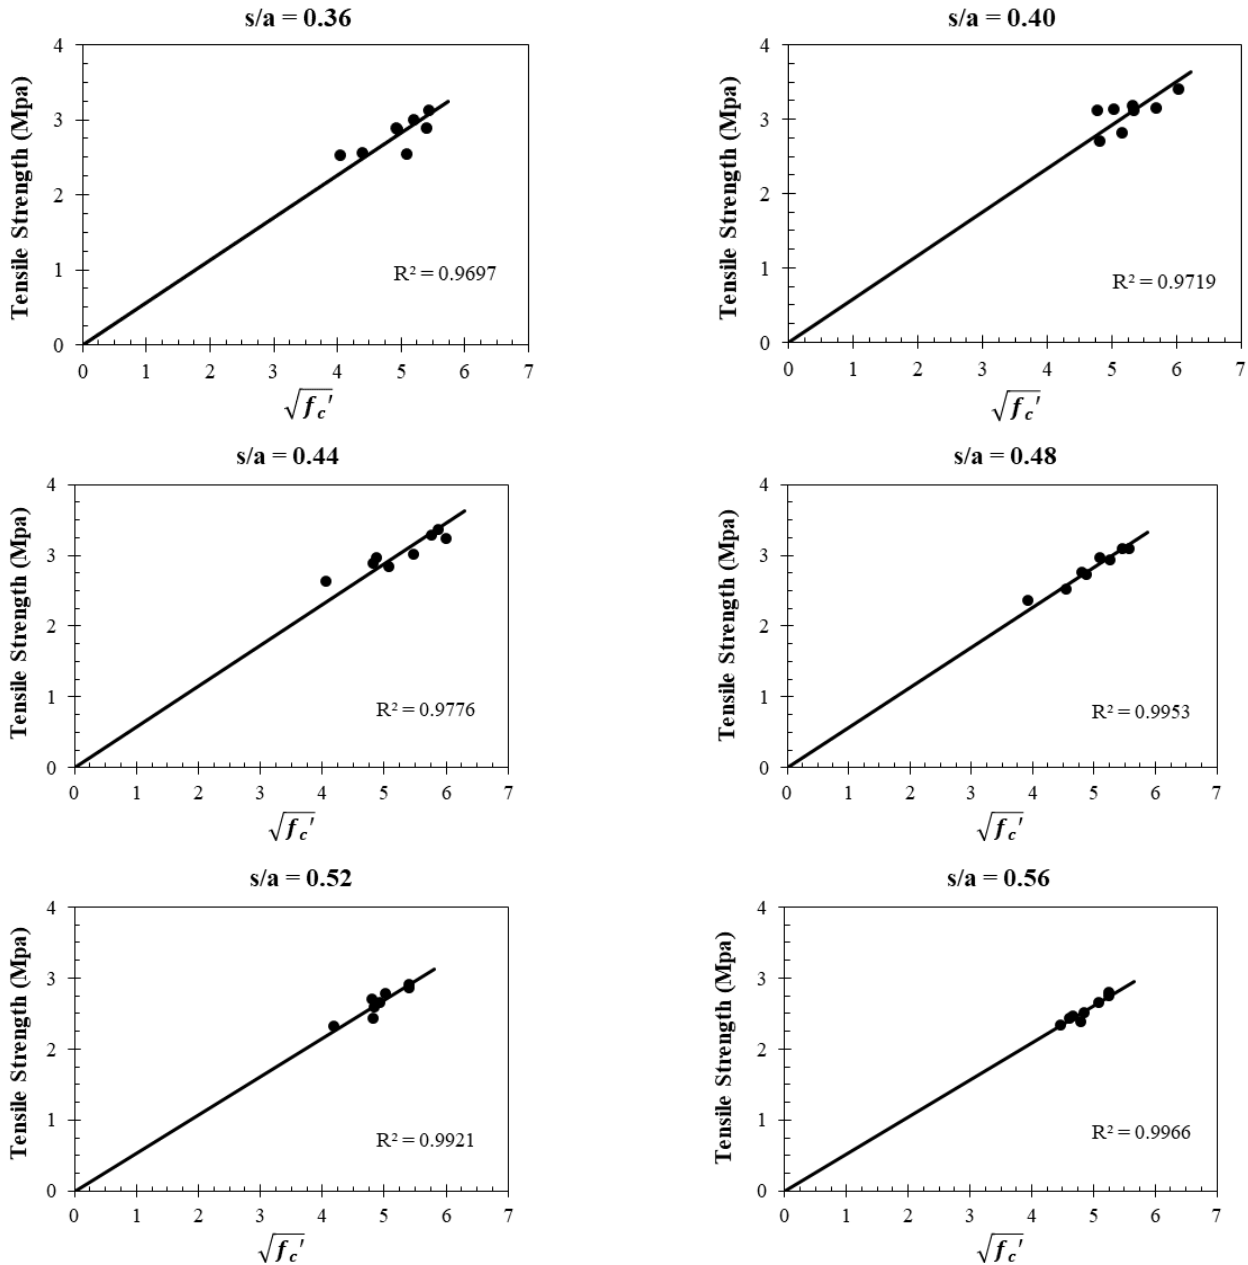 s/a = 0.36
4
3
2
1
0
Tensile Strength (Mpa)
R² = 0.9697
0 1 2 3 4 5 6 7
√f_c′
s/a = 0.40
4
3
2
1
0
Tensile Strength (Mpa)
R² = 0.9719
0 1 2 3 4 5 6 7
√f_c′
s/a = 0.44
4
3
2
1
0
Tensile Strength (Mpa)
R² = 0.9776
0 1 2 3 4 5 6 7
√f_c′
s/a = 0.48
4
3
2
1
0
Tensile Strength (Mpa)
R² = 0.9953
0 1 2 3 4 5 6 7
√f_c′
s/a = 0.52
4
3
2
1
0
Tensile Strength (Mpa)
R² = 0.9921
0 1 2 3 4 5 6 7
√f_c′
s/a = 0.56
4
3
2
1
0
Tensile Strength (Mpa)
R² = 0.9966
0 1 2 3 4 5 6 7
√f_c′